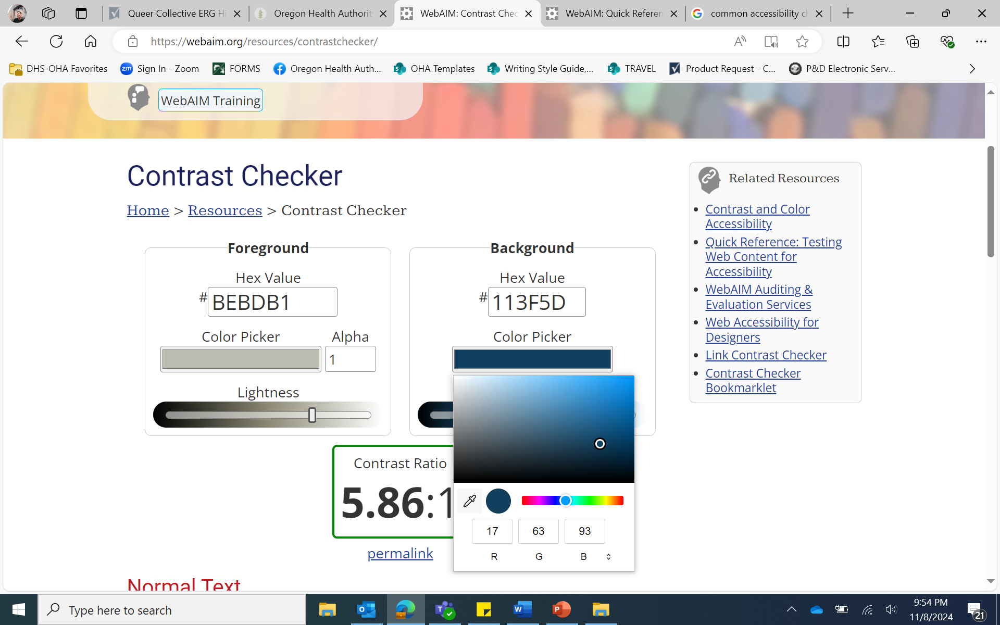 Queer Collective ERG Hi
Oregon Health Authorit
WebAIM: Contrast Chec
WebAIM: Quick Referen
common accessibility ch
https://webaim.org/resources/contrastchecker/
DHS-OHA Favorites
zm Sign In - Zoom
FORMS
Oregon Health Auth...
OHA Templates
Writing Style Guide,...
TRAVEL
Product Request - C...
P&D Electronic Serv...
WebAIM Training
Contrast Checker
Home > Resources > Contrast Checker
Foreground
Hex Value
#BEBDB1
Color Picker Alpha
1
Lightness
Background
Hex Value
#113F5D
Color Picker
Contrast Ratio
5.86:1
permalink
17 63 93
R G B
Normal Text
Related Resources
Contrast and Color
Accessibility
Quick Reference: Testing
Web Content for
Accessibility
WebAIM Auditing &
Evaluation Services
Web Accessibility for
Designers
Link Contrast Checker
Contrast Checker
Bookmarklet
Type here to search
9:54 PM
11/8/2024
21